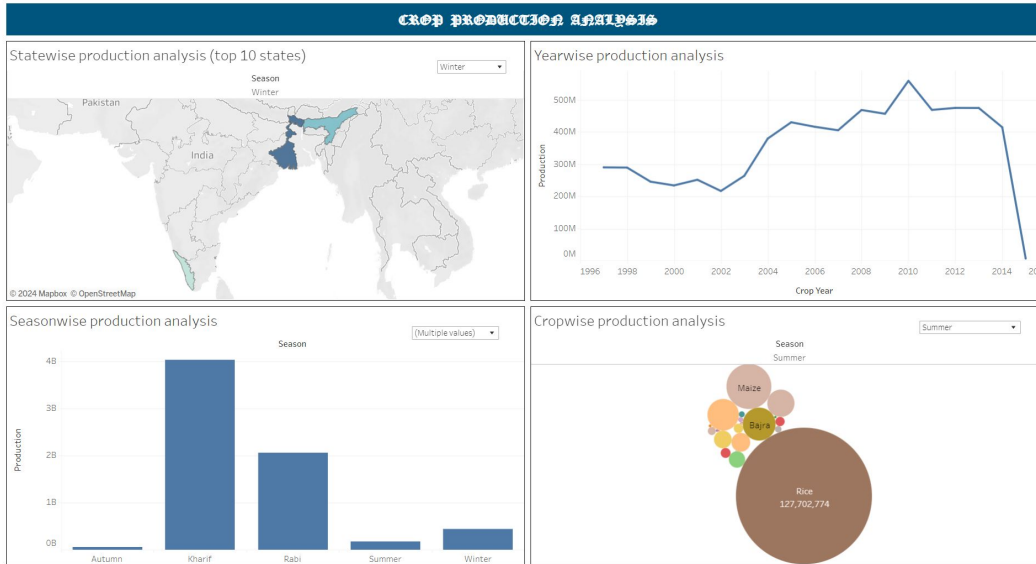 CROP PRODUCTION ANALYSIS
Statewise production analysis (top 10 states)
Winter
Season
Winter
Pakistan
India
© 2024 Mapbox © OpenStreetMap
Yearwise production analysis
Production
500M
400M
300M
200M
100M
0M
1996 1998 2000 2002 2004 2006 2008 2010 2012 2014
Crop Year
Seasonwise production analysis
(Multiple values)
Season
Production
4B
3B
2B
1B
0B
Autumn Kharif Rabi Summer Winter
Cropwise production analysis
Summer
Season
Summer
Maize
Bajra
Rice
127,702,774